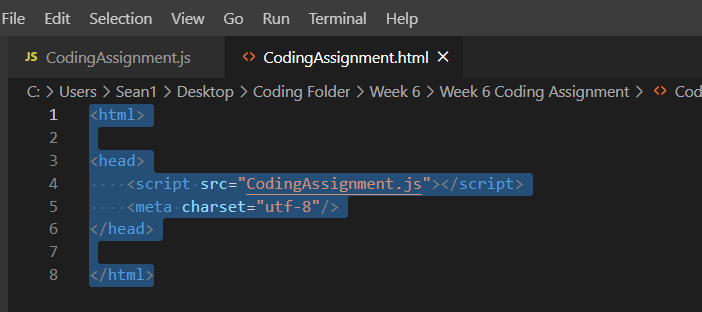 File Edit Selection View Go Run Terminal Help
JS CodingAssignment.js <> CodingAssignment.html ×
C: > Users > Sean1 > Desktop > Coding Folder > Week 6 > Week 6 Coding Assignment > <> Cod
1 <html>
2
3 <head>
4 <script src="CodingAssignment.js"></script>
5 <meta charset="utf-8"/>
6 </head>
7
8 </html>